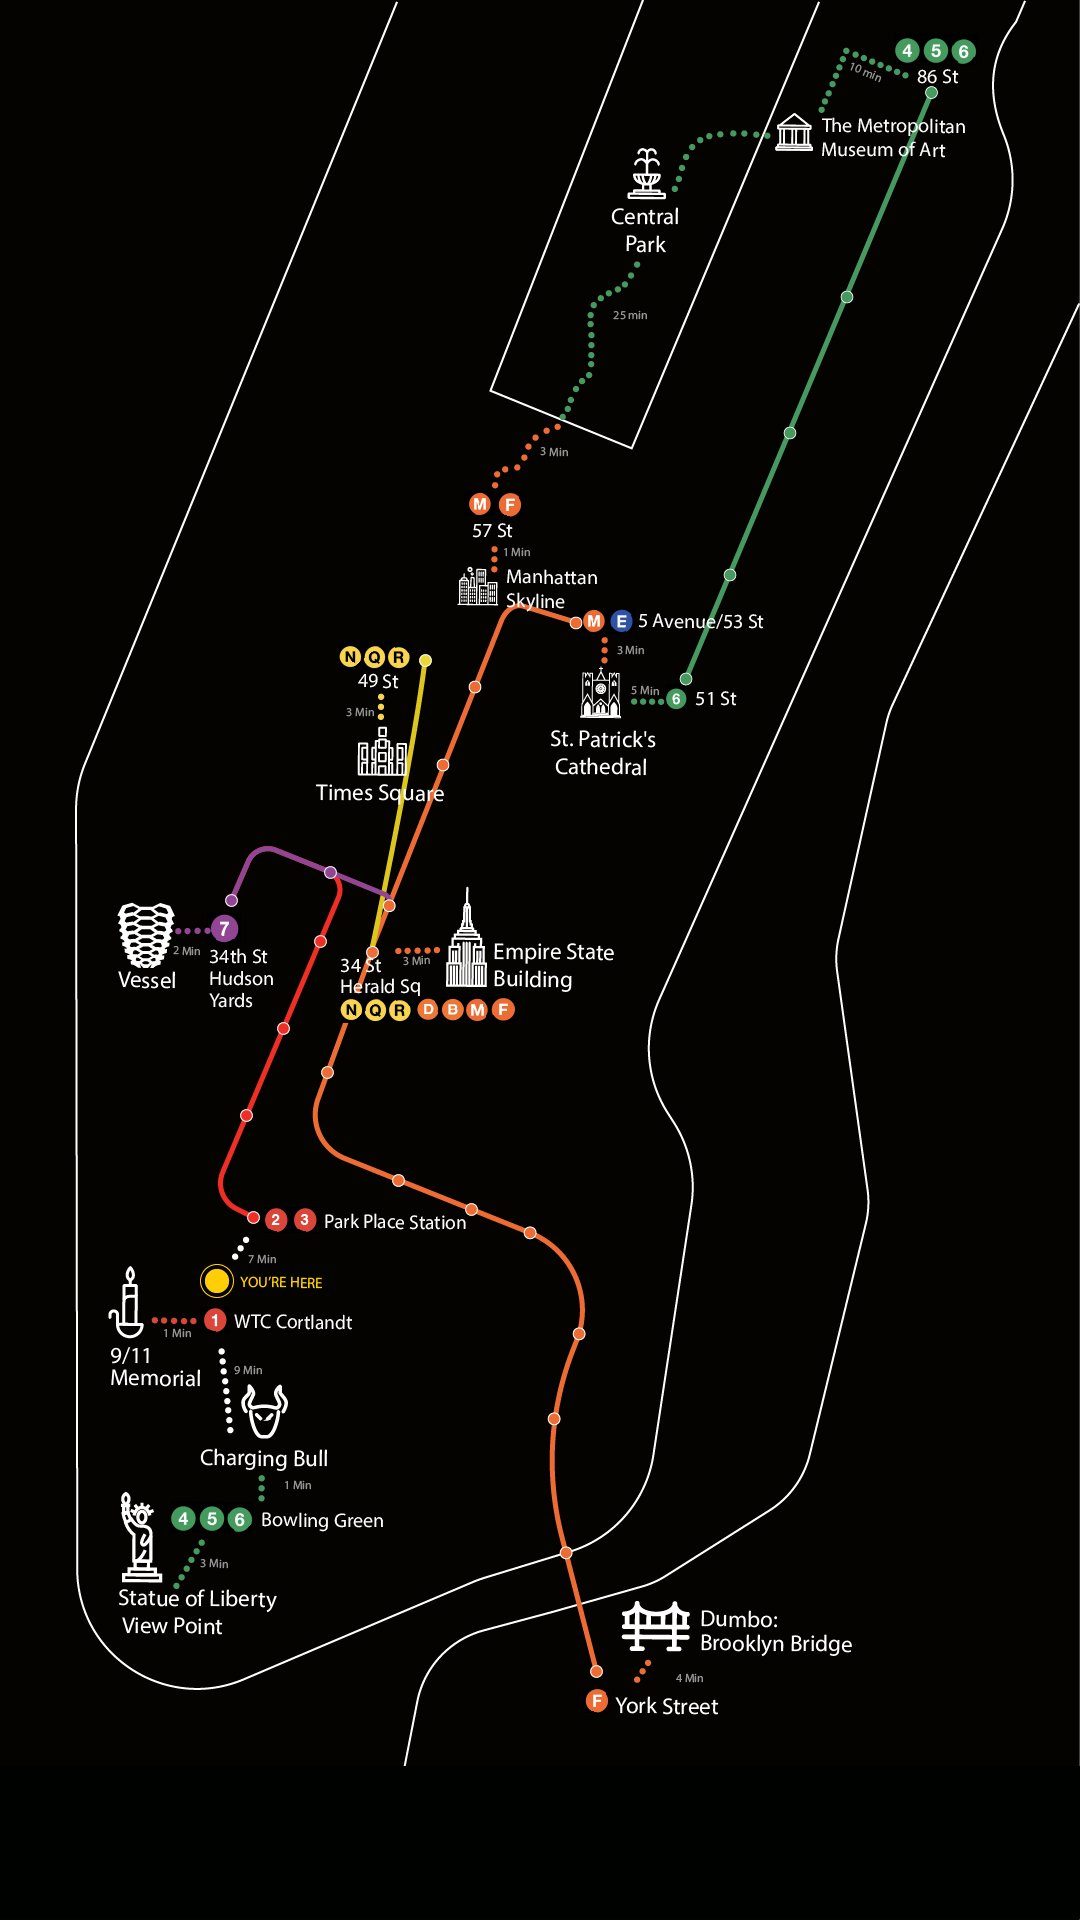 4 5 6
86 St
10 min
The Metropolitan
Museum of Art
Central
Park
25 min
3 Min
M F
57 St
1 Min
Manhattan
Skyline
M E 5 Avenue/53 St
3 Min
5 Min
6 51 St
St. Patrick's
Cathedral
N Q R
49 St
3 Min
Times Square
7
2 Min
Vessel
34th St
Hudson
Yards
34 St
Herald Sq
3 Min
Empire State
Building
N Q R D B M F
2 3 Park Place Station
7 Min
YOU'RE HERE
1 WTC Cortlandt
1 Min
9/11
Memorial
9 Min
Charging Bull
1 Min
4 5 6 Bowling Green
3 Min
Statue of Liberty
View Point
Dumbo:
Brooklyn Bridge
4 Min
F York Street